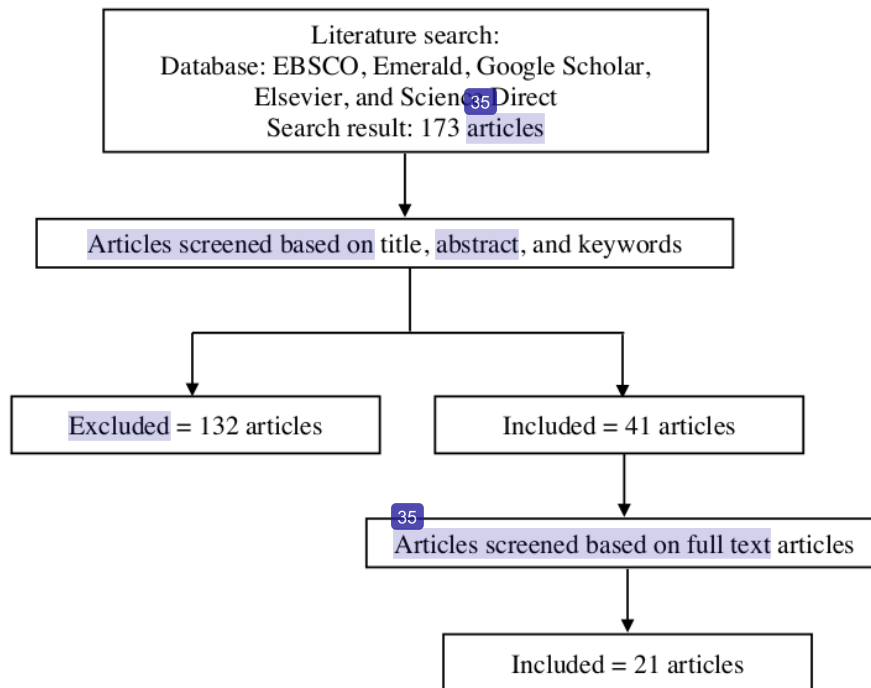 Literature search:
Database: EBSCO, Emerald, Google Scholar,
Elsevier, and Science Direct
35
Search result: 173 articles
Articles screened based on title, abstract, and keywords
Excluded = 132 articles
Included = 41 articles
35
Articles screened based on full text articles
Included = 21 articles